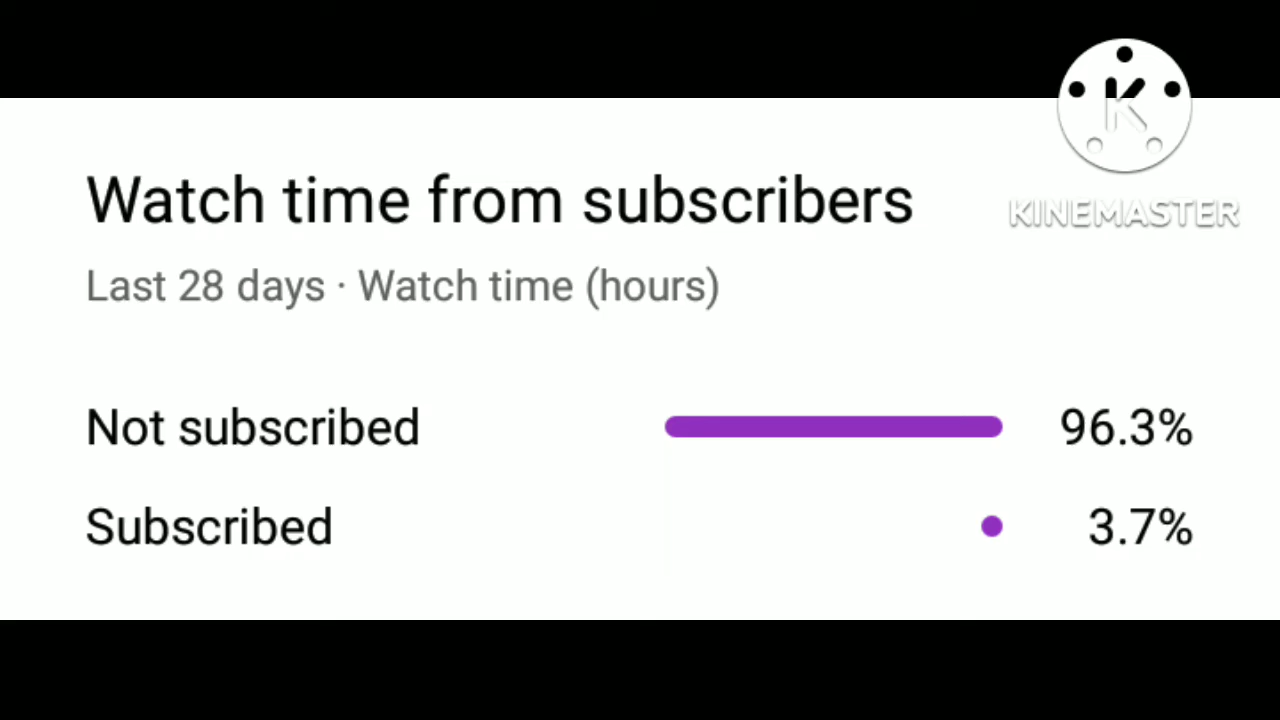 Watch time from subscribers
KINEMASTER
Last 28 days · Watch time (hours)
Not subscribed 96.3%
Subscribed 3.7%